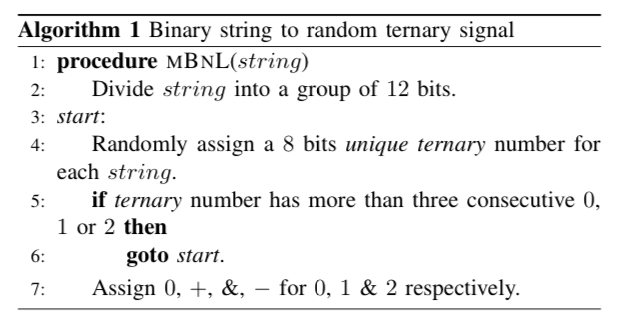 Algorithm 1 Binary string to random ternary signal
1: procedure MBNL(string)
2: Divide string into a group of 12 bits.
3: start:
4: Randomly assign a 8 bits unique ternary number for
each string.
5: if ternary number has more than three consecutive 0,
1 or 2 then
6: goto start.
7: Assign 0, +, &, − for 0, 1 & 2 respectively.